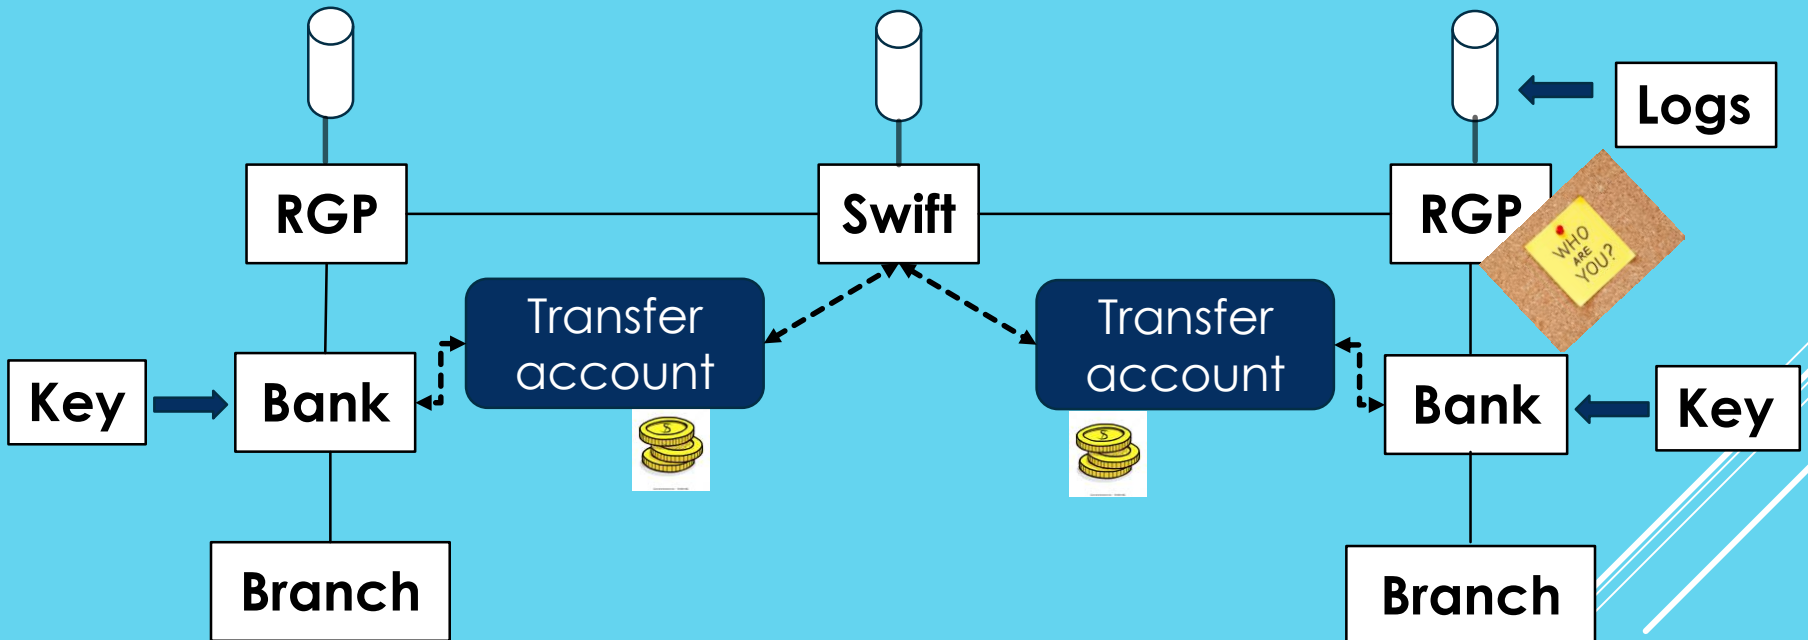 Logs
RGP
Swift
RGP
WHO
ARE
YOU?
Transfer
account
Transfer
account
Key
Bank
Bank
Key
Branch
Branch